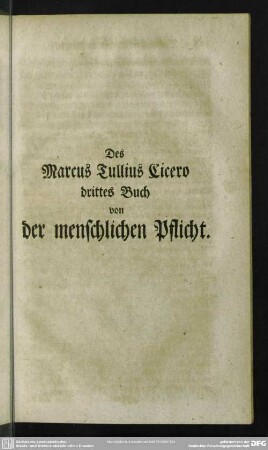 Des
Marcus Tullius Cicero
drittes Buch
von
der menschlichen Pflicht.